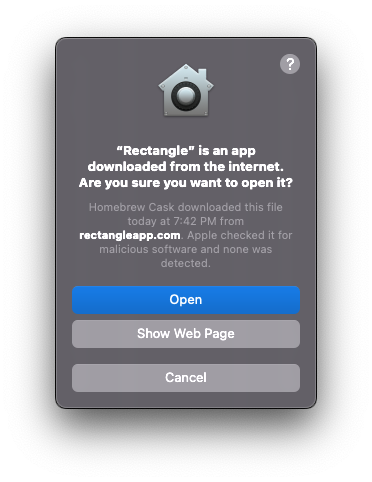 ?
“Rectangle” is an app
downloaded from the internet.
Are you sure you want to open it?
Homebrew Cask downloaded this file
today at 7:42 PM from
rectangleapp.com. Apple checked it for
malicious software and none was
detected.
Open
Show Web Page
Cancel